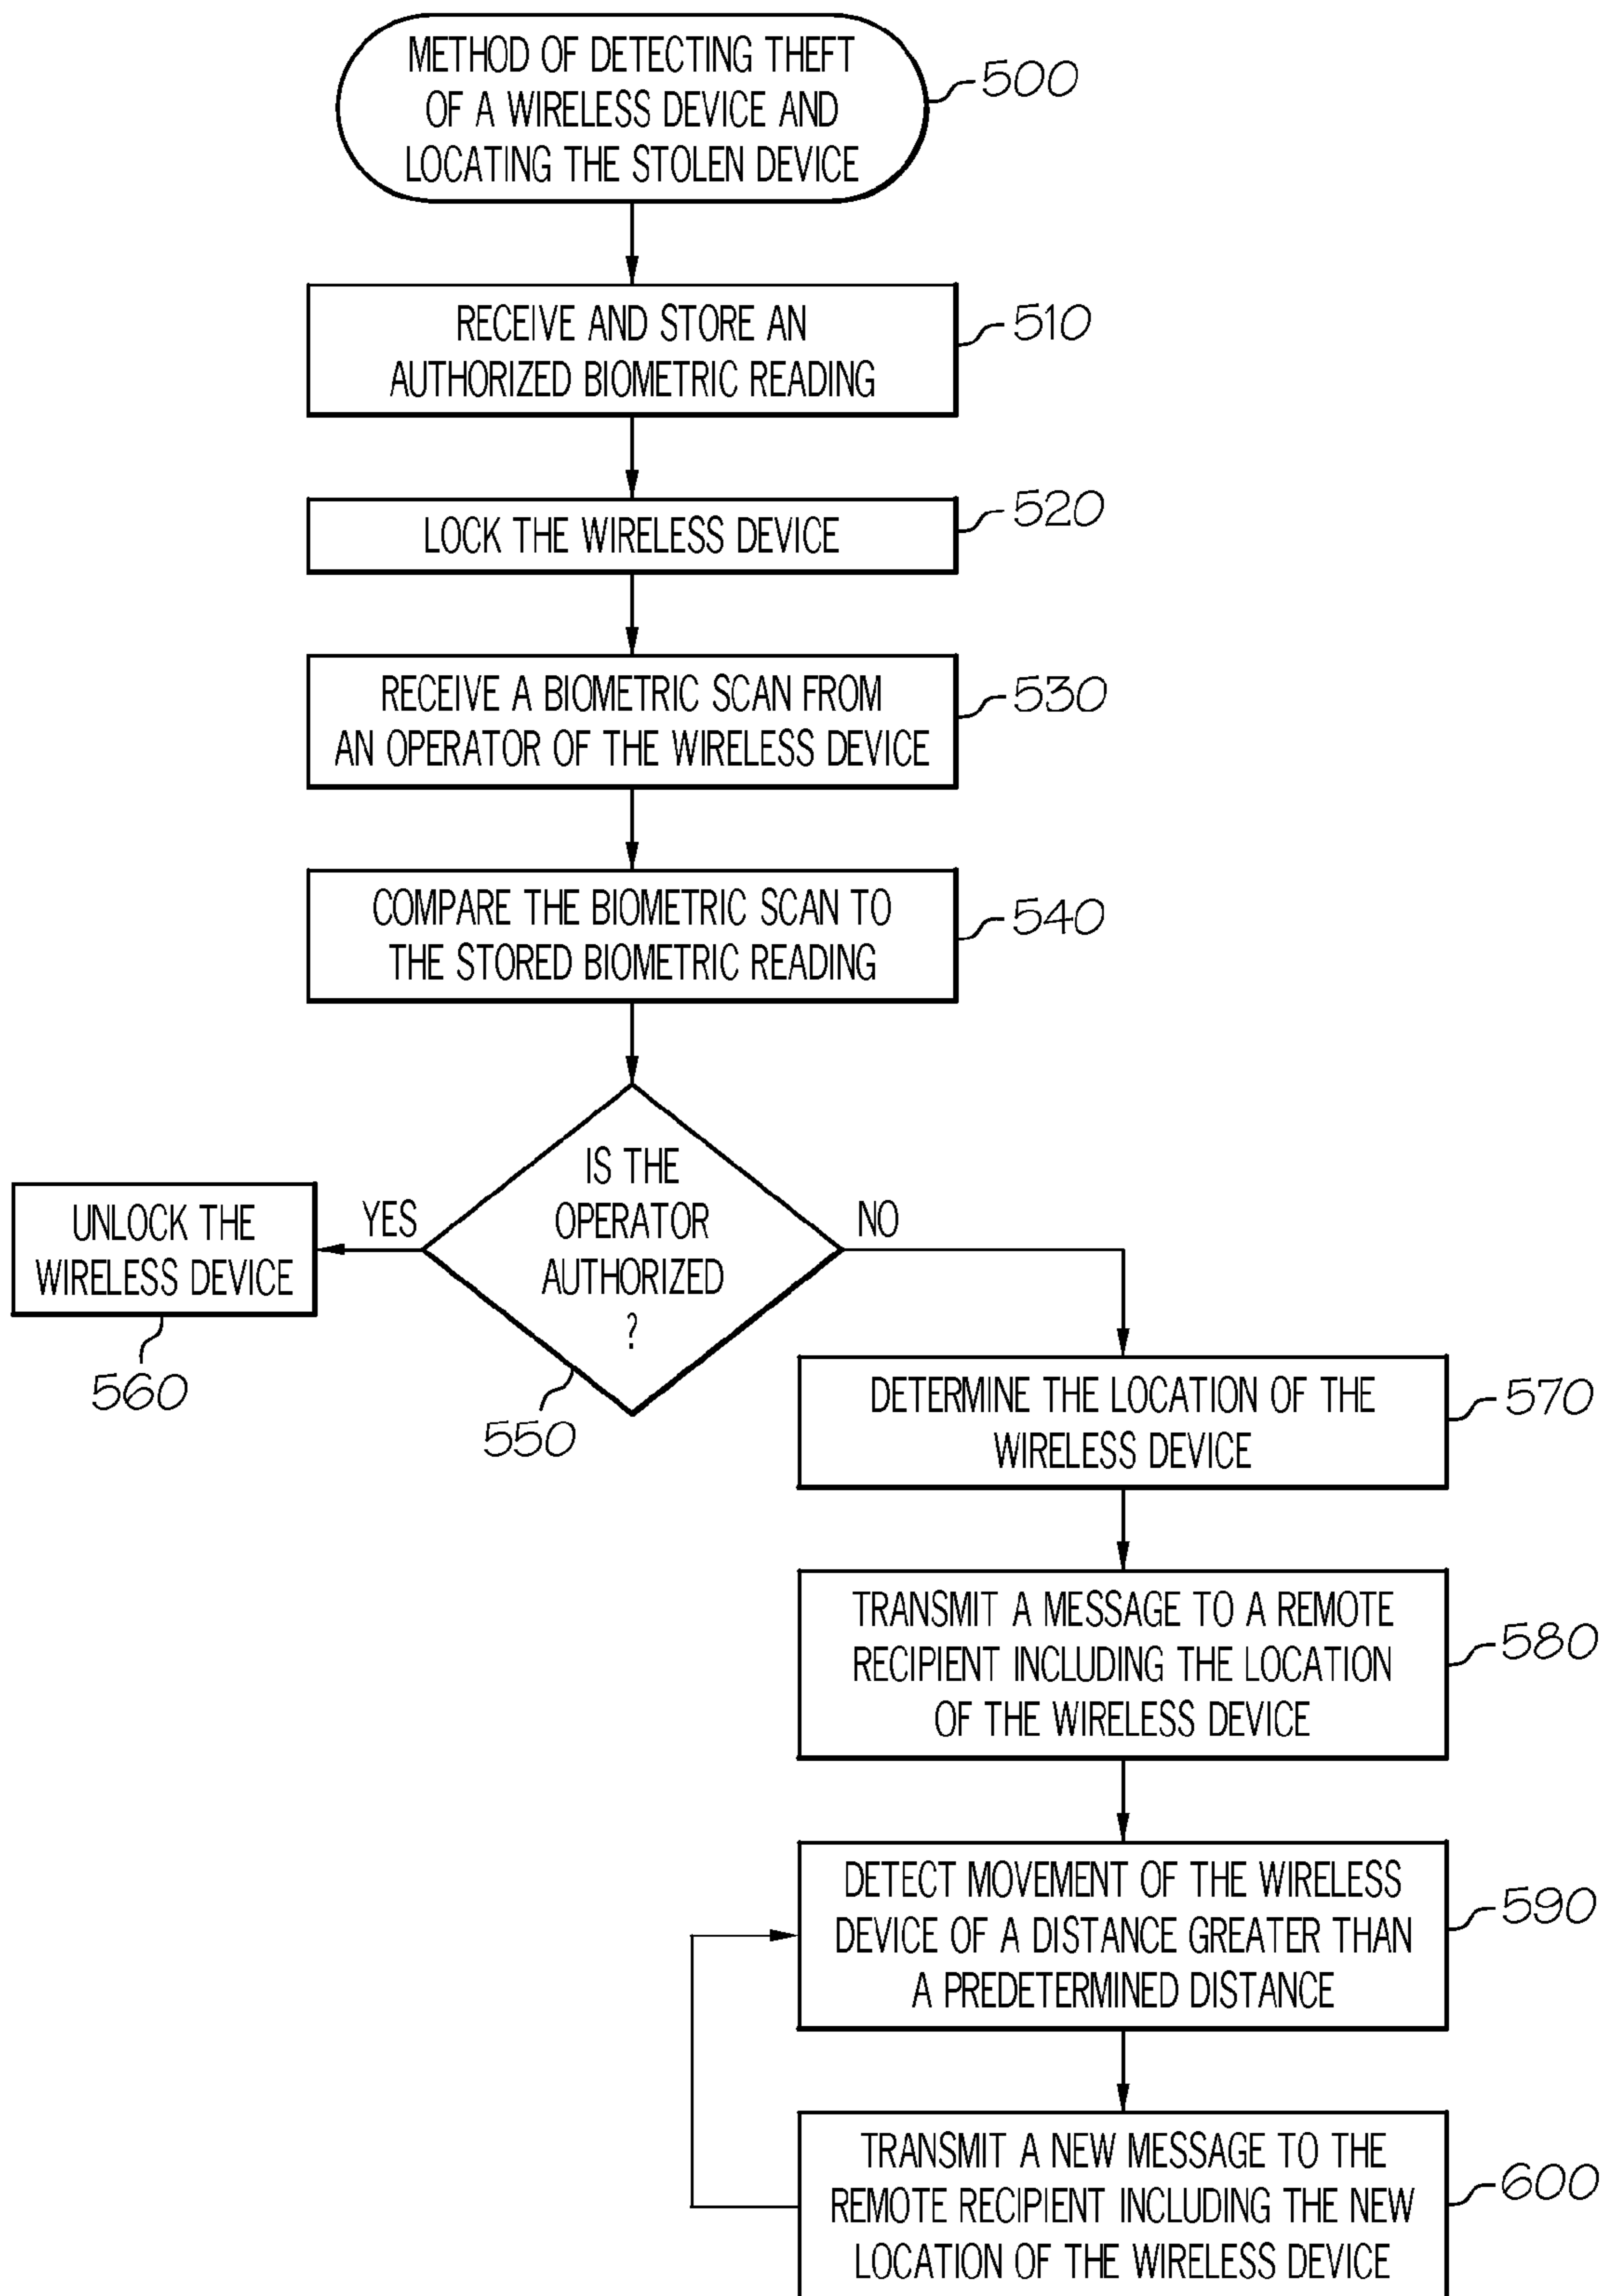 METHOD OF DETECTING THEFT
OF A WIRELESS DEVICE AND
LOCATING THE STOLEN DEVICE
500
RECEIVE AND STORE AN
AUTHORIZED BIOMETRIC READING
510
LOCK THE WIRELESS DEVICE
520
RECEIVE A BIOMETRIC SCAN FROM
AN OPERATOR OF THE WIRELESS DEVICE
530
COMPARE THE BIOMETRIC SCAN TO
THE STORED BIOMETRIC READING
540
IS THE
OPERATOR
AUTHORIZED
?
550
YES
UNLOCK THE
WIRELESS DEVICE
560
NO
DETERMINE THE LOCATION OF THE
WIRELESS DEVICE
570
TRANSMIT A MESSAGE TO A REMOTE
RECIPIENT INCLUDING THE LOCATION
OF THE WIRELESS DEVICE
580
DETECT MOVEMENT OF THE WIRELESS
DEVICE OF A DISTANCE GREATER THAN
A PREDETERMINED DISTANCE
590
TRANSMIT A NEW MESSAGE TO THE
REMOTE RECIPIENT INCLUDING THE NEW
LOCATION OF THE WIRELESS DEVICE
600